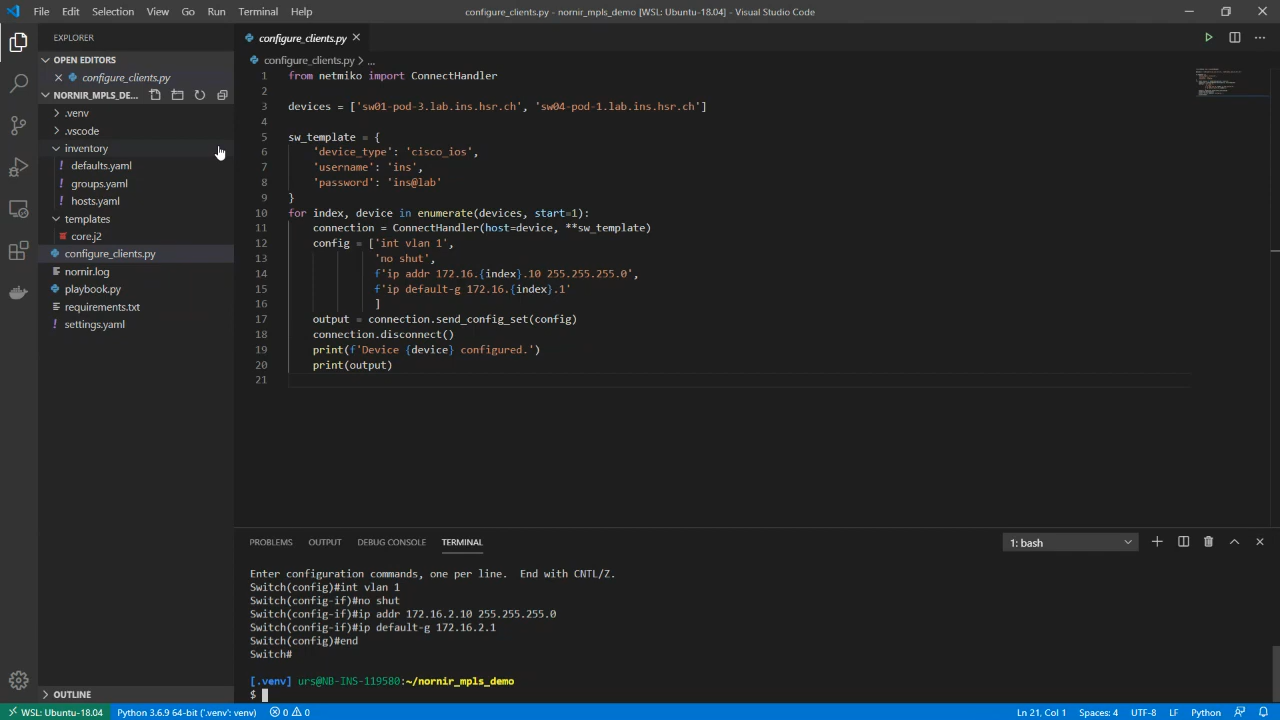 File Edit Selection View Go Run Terminal Help
configure_clients.py - nornir_mpls_demo [WSL: Ubuntu-18.04] - Visual Studio Code
EXPLORER
OPEN EDITORS
configure_clients.py
NORNIR_MPLS_DE...
.venv
.vscode
inventory
! defaults.yaml
! groups.yaml
! hosts.yaml
templates
core.j2
configure_clients.py
nornir.log
playbook.py
requirements.txt
! settings.yaml
OUTLINE
configure_clients.py
configure_clients.py > ...
1 from netmiko import ConnectHandler
2
3 devices = ['sw01-pod-3.lab.ins.hsr.ch', 'sw04-pod-1.lab.ins.hsr.ch']
4
5 sw_template = {
6 'device_type': 'cisco_ios',
7 'username': 'ins',
8 'password': 'ins@lab'
9 }
10 for index, device in enumerate(devices, start=1):
11 connection = ConnectHandler(host=device, **sw_template)
12 config = ['int vlan 1',
13 'no shut',
14 f'ip addr 172.16.{index}.10 255.255.255.0',
15 f'ip default-g 172.16.{index}.1'
16 ]
17 output = connection.send_config_set(config)
18 connection.disconnect()
19 print(f'Device {device} configured.')
20 print(output)
21
PROBLEMS OUTPUT DEBUG CONSOLE TERMINAL
1: bash
Enter configuration commands, one per line. End with CNTL/Z.
Switch(config)#int vlan 1
Switch(config-if)#no shut
Switch(config-if)#ip addr 172.16.2.10 255.255.255.0
Switch(config-if)#ip default-g 172.16.2.1
Switch(config)#end
Switch#
[.venv] urs@NB-INS-119580:~/nornir_mpls_demo
$
WSL: Ubuntu-18.04 Python 3.6.9 64-bit ('.venv': venv) 0 0 Ln 21, Col 1 Spaces: 4 UTF-8 LF Python